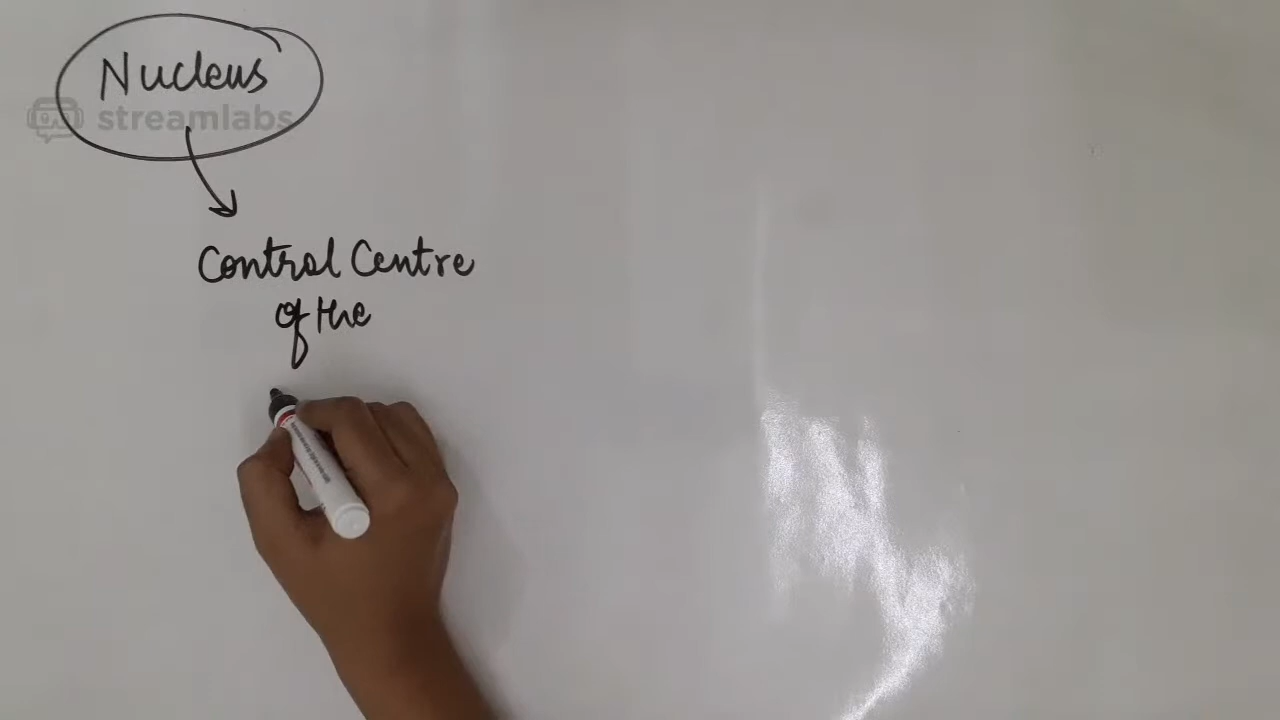 Nucleus
streamlabs
Control Centre
of the